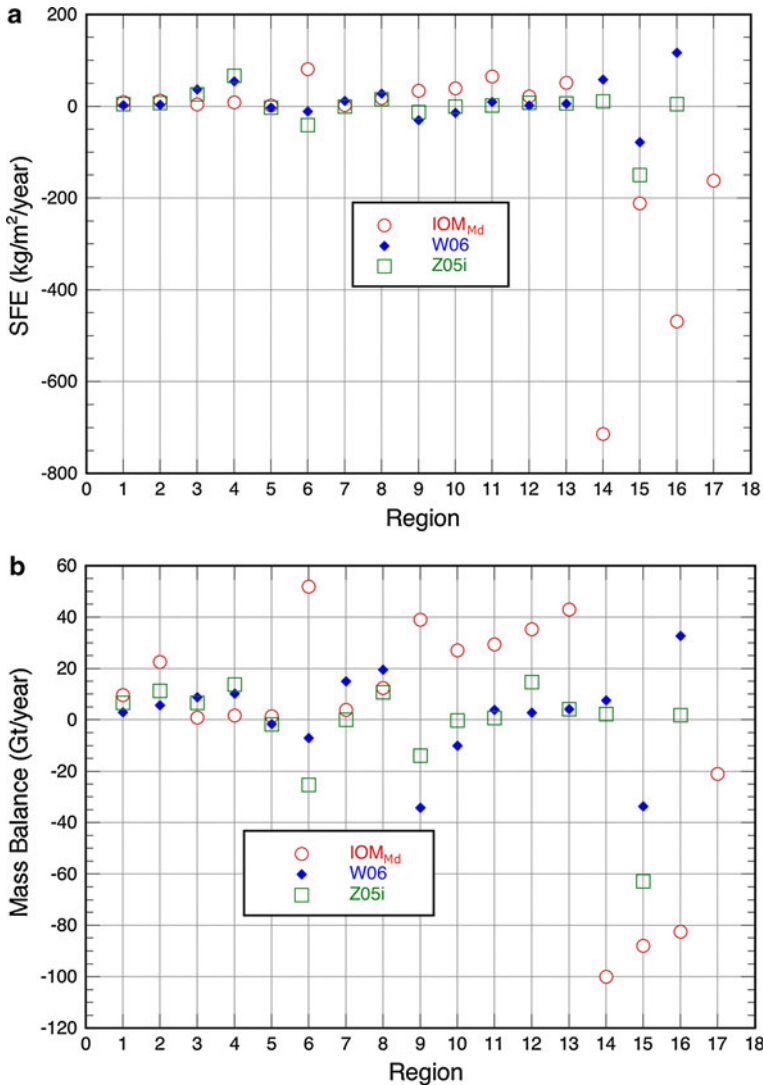 a
200
0
-200
-400
-600
-800
SFE (kg/m²/year)
IOM_Md
W06
Z05i
0 1 2 3 4 5 6 7 8 9 10 11 12 13 14 15 16 17 18
Region
b
60
40
20
0
-20
-40
-60
-80
-100
-120
Mass Balance (Gt/year)
IOM_Md
W06
Z05i
0 1 2 3 4 5 6 7 8 9 10 11 12 13 14 15 16 17 18
Region